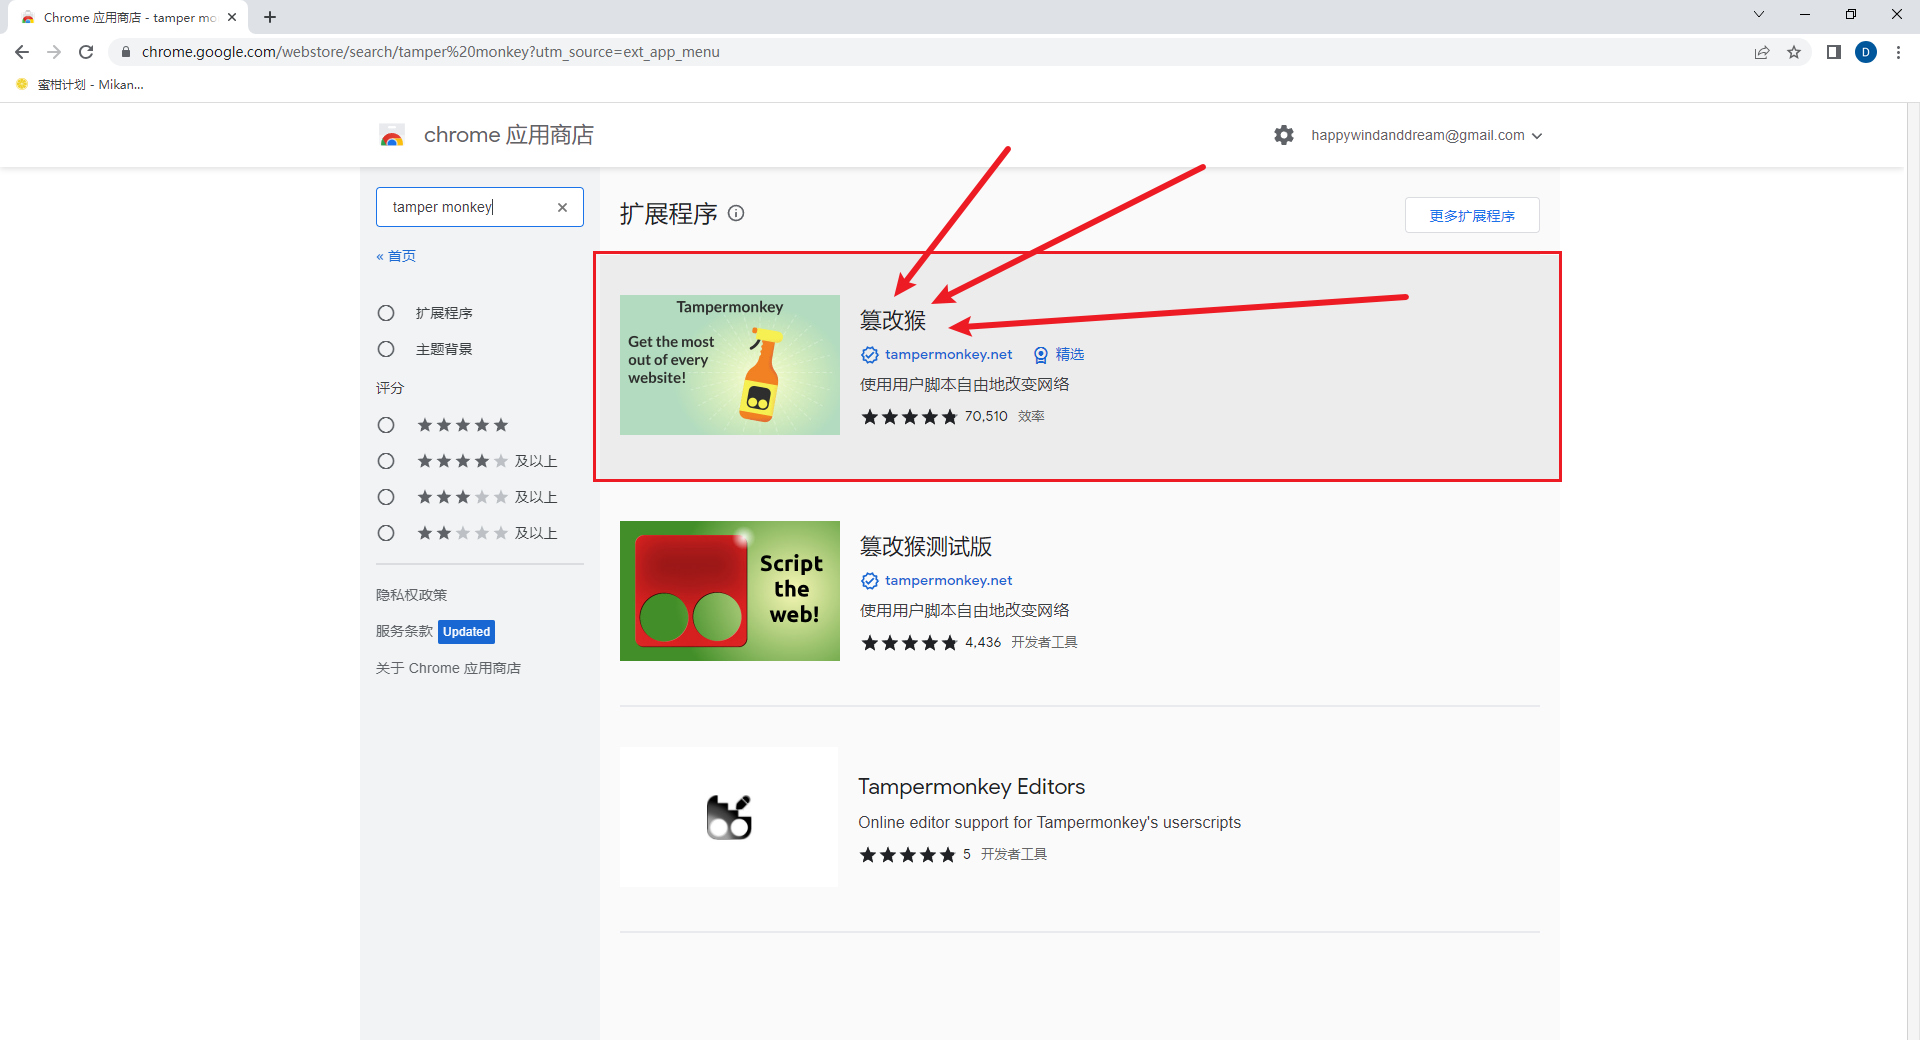 Chrome 应用商店 - tamper mo
chrome.google.com/webstore/search/tamper%20monkey?utm_source=ext_app_menu
D
蜜柑计划 - Mikan...
chrome 应用商店
happywindanddream@gmail.com
tamper monkey
« 首页
扩展程序
主题背景
评分
及以上
及以上
及以上
隐私权政策
服务条款 Updated
关于 Chrome 应用商店
扩展程序
更多扩展程序
Tampermonkey
Get the most
out of every
website!
篡改猴
tampermonkey.net 精选
使用用户脚本自由地改变网络
70,510 效率
Script
the
web!
篡改猴测试版
tampermonkey.net
使用用户脚本自由地改变网络
4,436 开发者工具
Tampermonkey Editors
Online editor support for Tampermonkey's userscripts
5 开发者工具